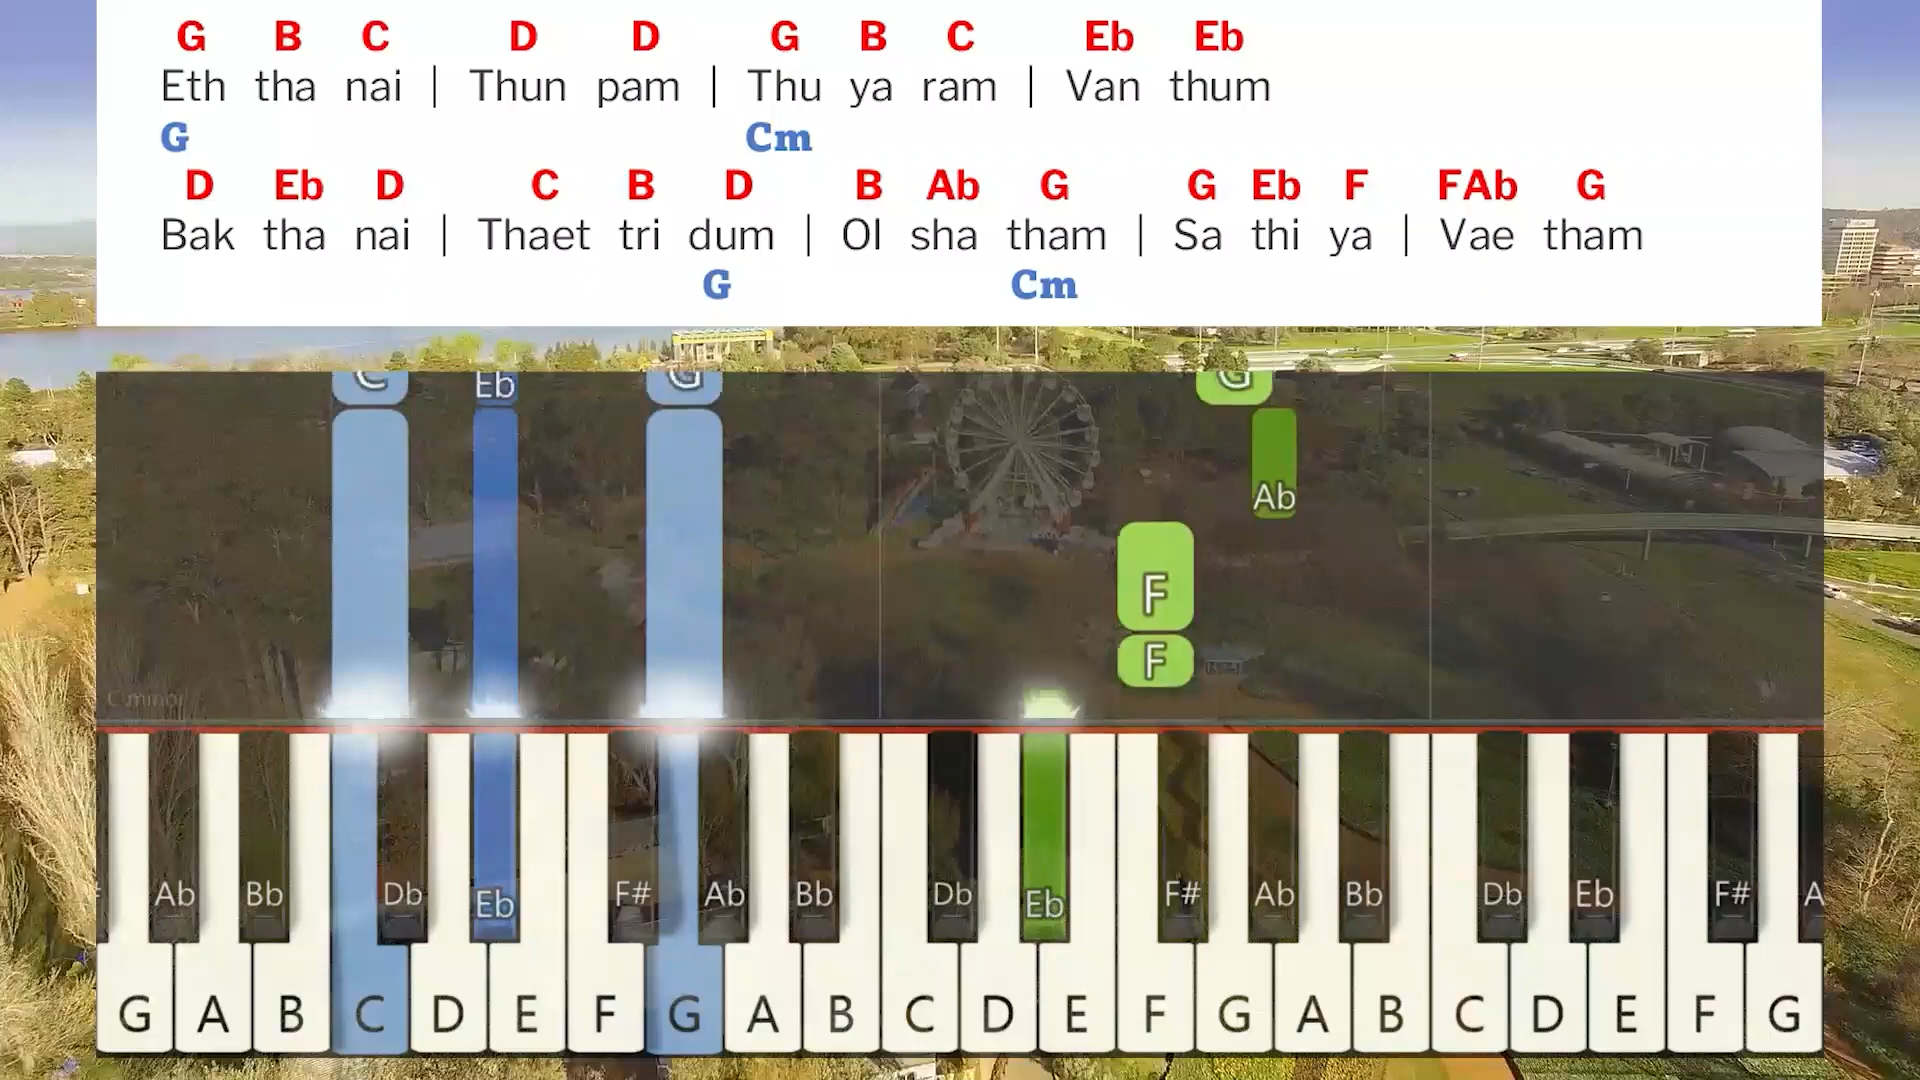 G B C D D G B C Eb Eb
Eth tha nai | Thun pam | Thu ya ram | Van thum
G Cm
D Eb D C B D B Ab G G Eb F FAb G
Bak tha nai | Thaet tri dum | Ol sha tham | Sa thi ya | Vae tham
G Cm
C Eb G G
Ab
F
F
C minor
Ab Bb Db Eb F# Ab Bb Db Eb F# Ab Bb Db Eb F# A
G A B C D E F G A B C D E F G A B C D E F G